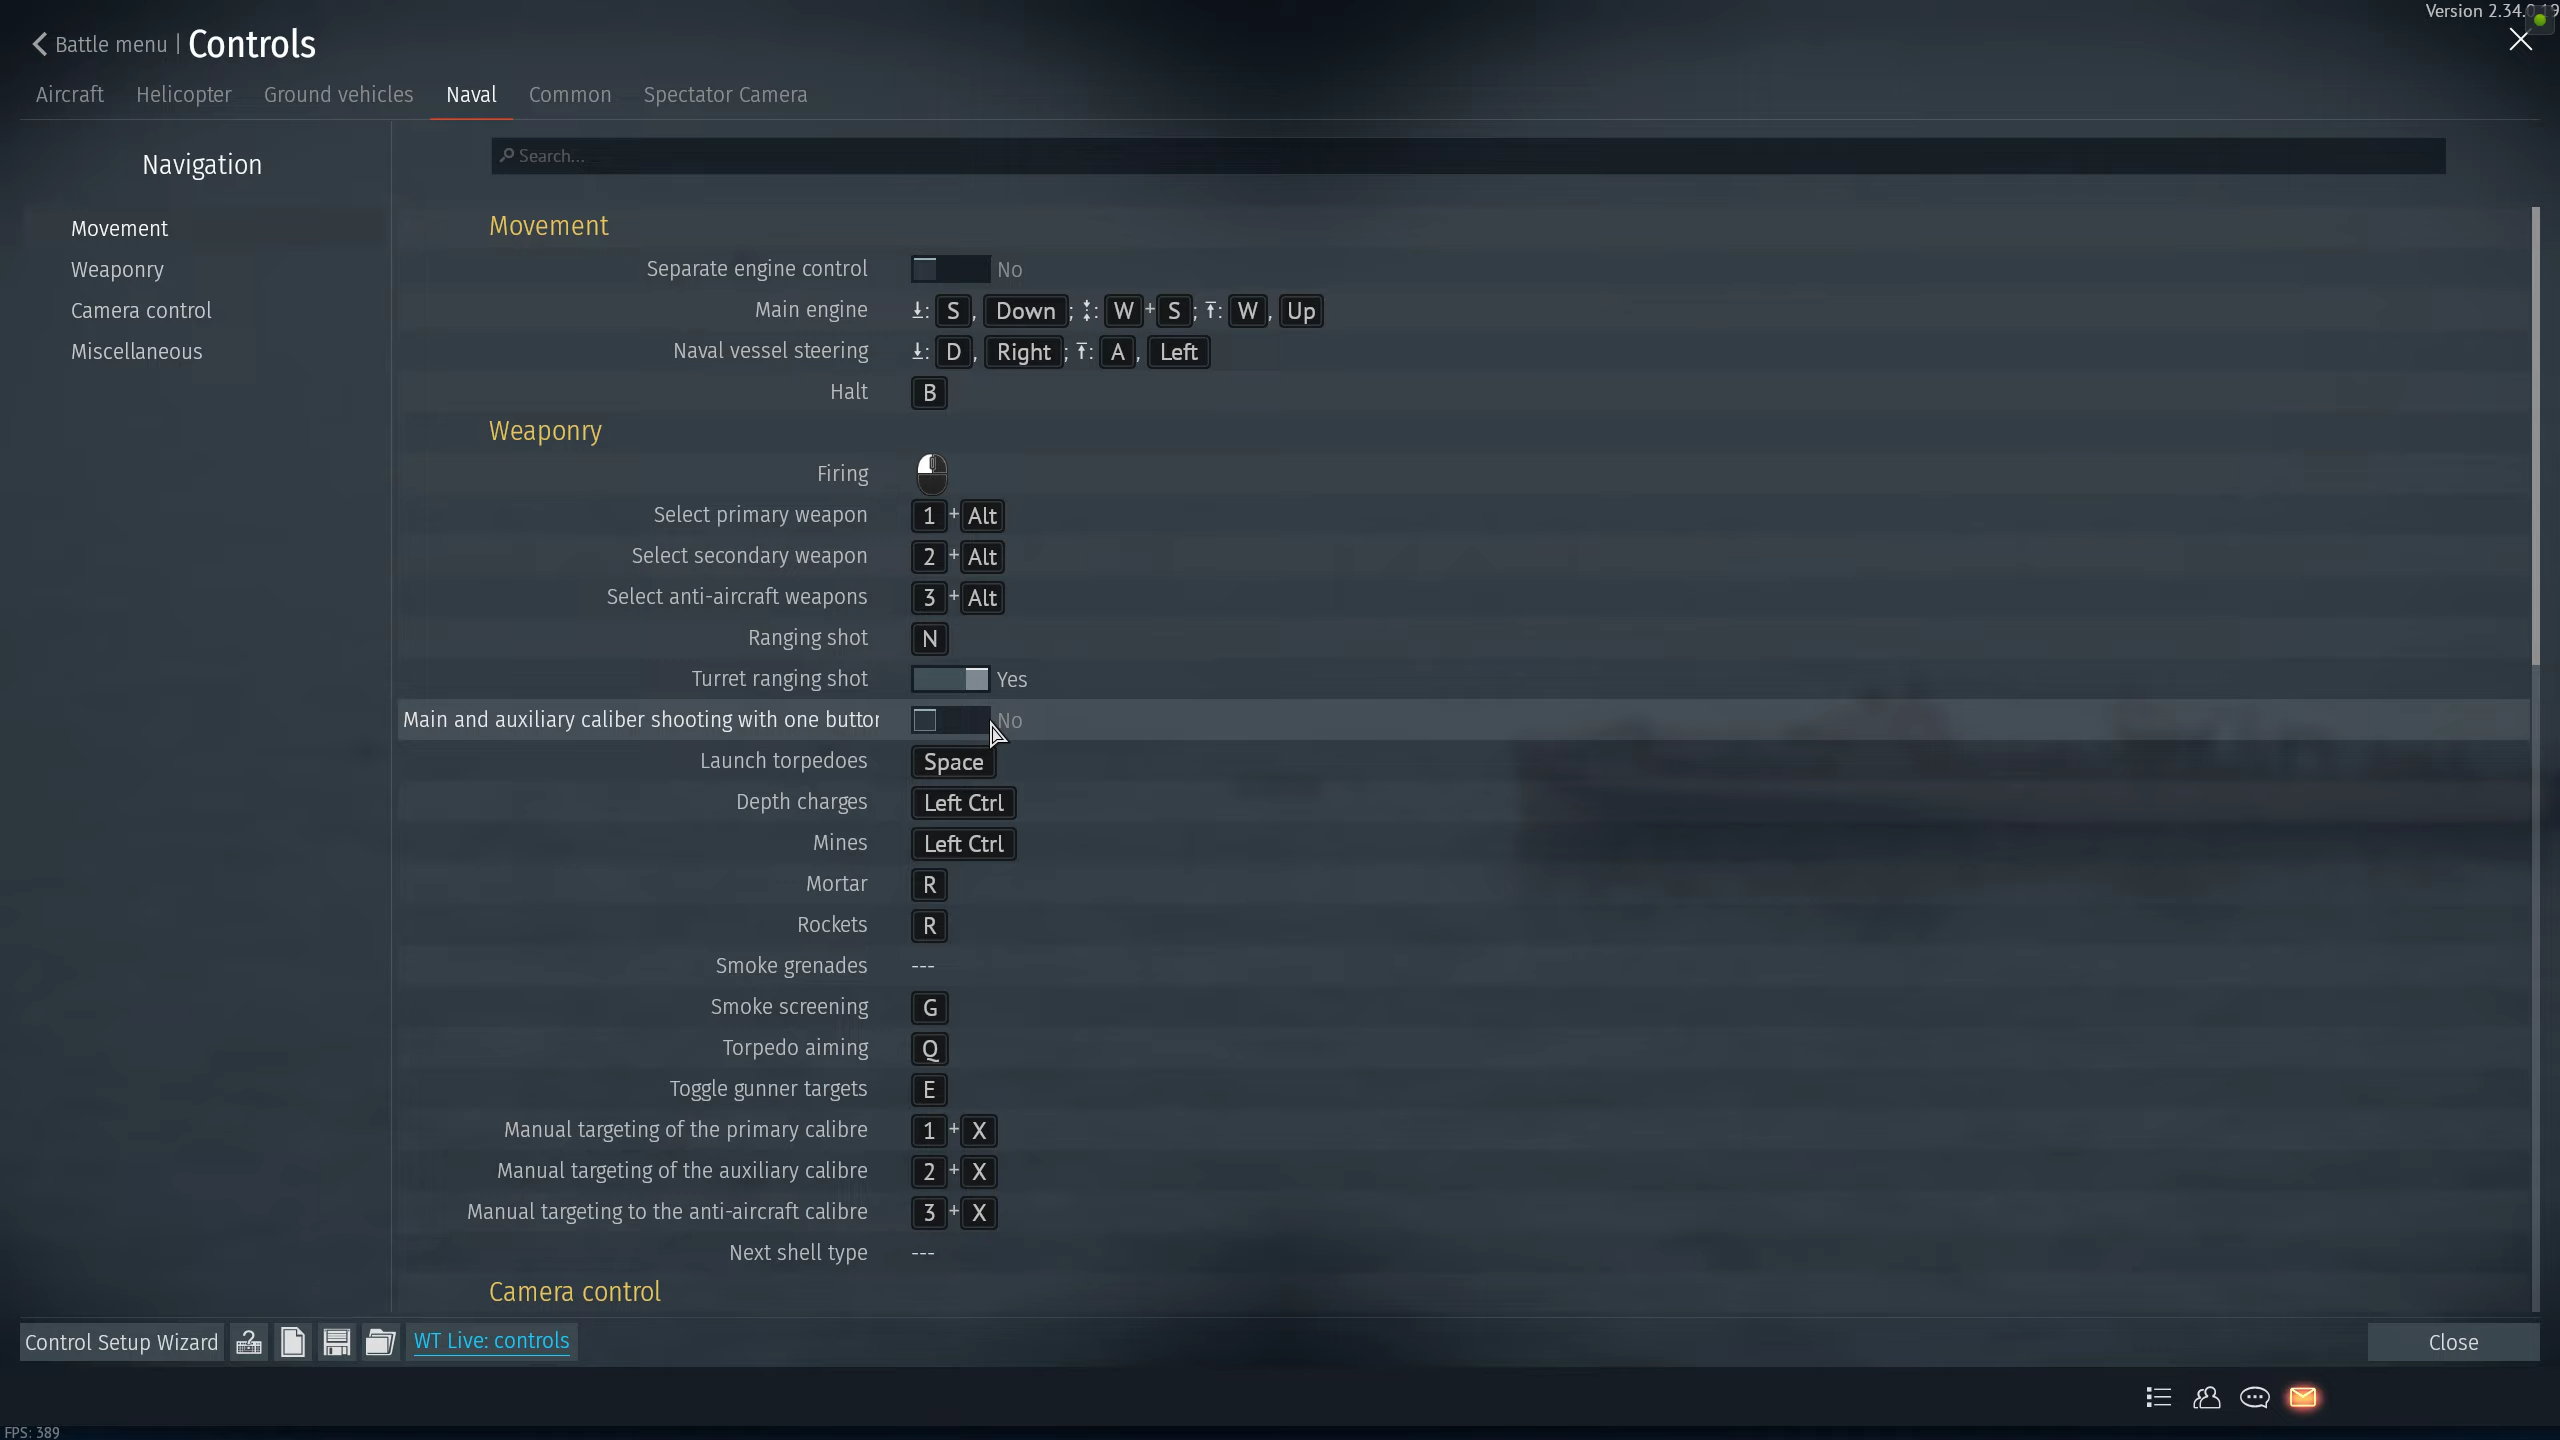 Version 2.34.0.19
Battle menu | Controls
Aircraft Helicopter Ground vehicles Naval Common Spectator Camera
Navigation
Movement
Weaponry
Camera control
Miscellaneous
Search...
Movement
Separate engine control No
Main engine : S , Down ; : W + S ; : W , Up
Naval vessel steering : D , Right ; : A , Left
Halt B
Weaponry
Firing
Select primary weapon 1 + Alt
Select secondary weapon 2 + Alt
Select anti-aircraft weapons 3 + Alt
Ranging shot N
Turret ranging shot Yes
Main and auxiliary caliber shooting with one button No
Launch torpedoes Space
Depth charges Left Ctrl
Mines Left Ctrl
Mortar R
Rockets R
Smoke grenades ---
Smoke screening G
Torpedo aiming Q
Toggle gunner targets E
Manual targeting of the primary calibre 1 + X
Manual targeting of the auxiliary calibre 2 + X
Manual targeting to the anti-aircraft calibre 3 + X
Next shell type ---
Camera control
Control Setup Wizard WT Live: controls Close
FPS: 389